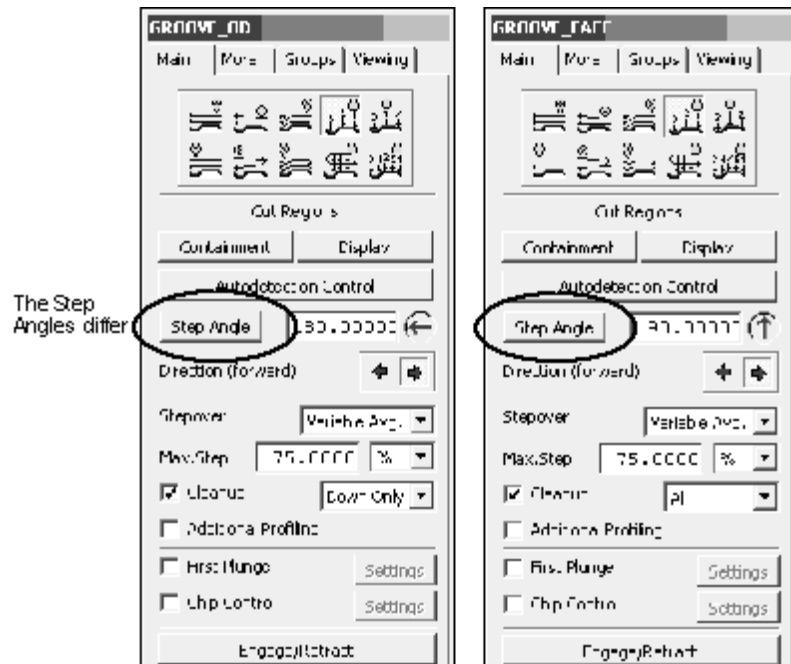 GROOVE_OD
Main More Groups Viewing
Cut Regions
Containment Display
Autodetection Control
The Step
Angles differ
Step Angle
Direction (forward)
Stepover Variable Avg.
Max.Step 75.0000 %
Cleanup Down Only
Additional Profiling
First Plunge Settings
Chip Control Settings
Engage/Retract
GROOVE_FACE
Main More Groups Viewing
Cut Regions
Containment Display
Autodetection Control
Step Angle 90.00000
Direction (forward)
Stepover Variable Avg.
Max.Step 75.0000 %
Cleanup All
Additional Profiling
First Plunge Settings
Chip Control Settings
Engage/Retract